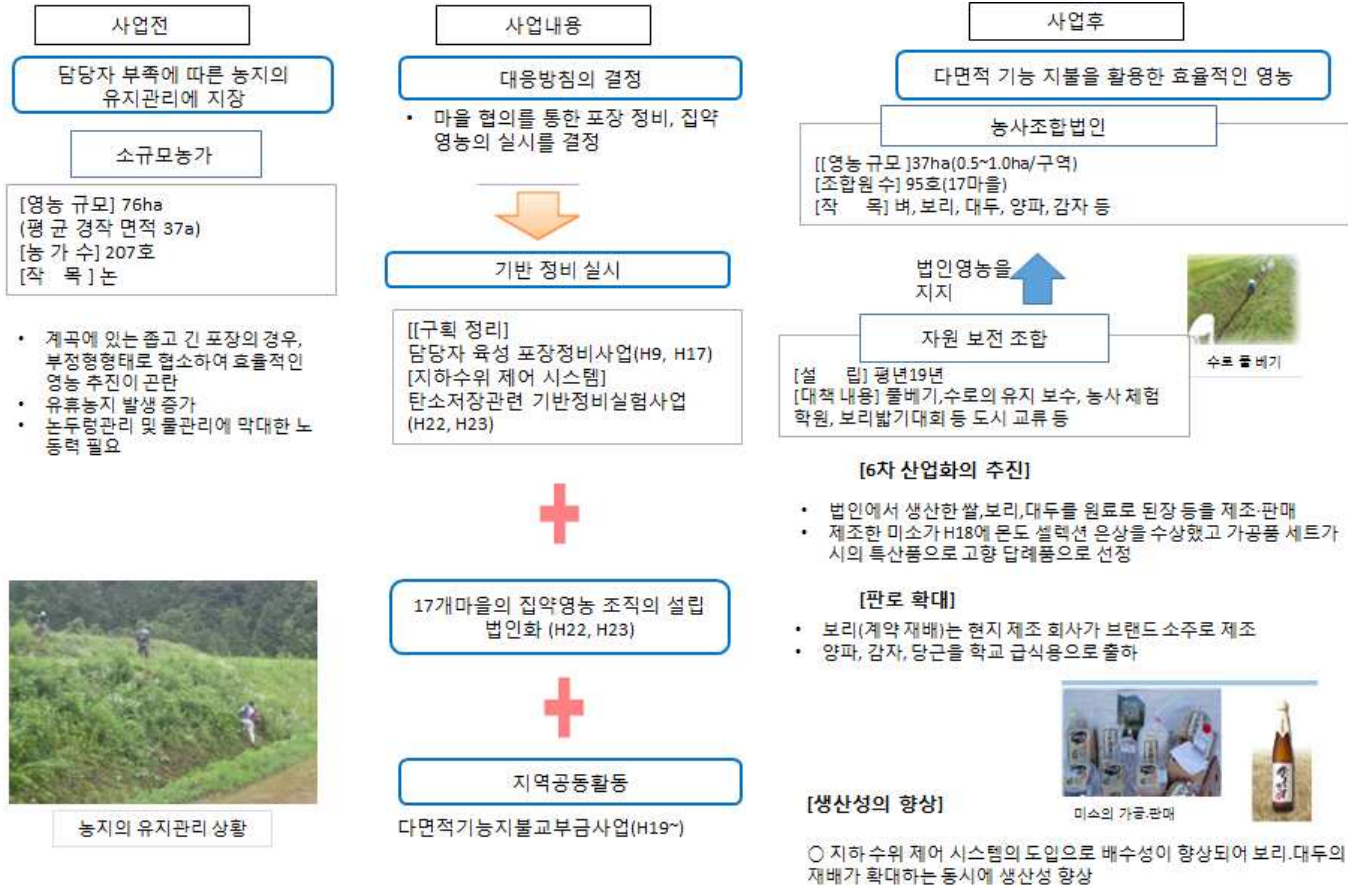 사업전
담당자 부족에 따른 농지의
유지관리에 지장
소규모농가
[영농 규모] 76ha
(평 균 경작 면적 37a)
[농 가 수] 207호
[작 목 ] 논
• 계곡에 있는 좁고 긴 포장의 경우,
부정형형태로 협소하여 효율적인
영농 추진이 곤란
• 유휴농지 발생 증가
• 논두렁관리 및 물관리에 막대한 노
동력 필요
농지의 유지관리 상황
사업내용
대응방침의 결정
• 마을 협의를 통한 포장 정비, 집약
영농의 실시를 결정
기반 정비 실시
[[구획 정리]
담당자 육성 포장정비사업(H9, H17)
[지하수위 제어 시스템]
탄소저장관련 기반정비실험사업
(H22, H23)
17개마을의 집약영농 조직의 설립
법인화 (H22, H23)
지역공동활동
다면적기능지불교부금사업(H19~)
사업후
다면적 기능 지불을 활용한 효율적인 영농
농사조합법인
[[영농 규모 ]37ha(0.5~1.0ha/구역)
[조합원 수] 95호(17마을)
[작 목] 벼, 보리, 대두, 양파, 감자 등
법인영농을
지지
수로 풀 베기
자원 보전 조합
[설 립] 평년19년
[대책 내용] 풀베기,수로의 유지 보수, 농사 체험
학원, 보리밟기대회 등 도시 교류 등
[6차 산업화의 추진]
• 법인에서 생산한 쌀,보리,대두를 원료로 된장 등을 제조·판매
• 제조한 미소가 H18에 몬도 셀렉션 은상을 수상했고 가공품 세트가
시의 특산품으로 고향 답례품으로 선정
[판로 확대]
• 보리(계약 재배)는 현지 제조 회사가 브랜드 소주로 제조
• 양파, 감자, 당근을 학교 급식용으로 출하
미소의 가공.판매
[생산성의 향상]
○ 지하 수위 제어 시스템의 도입으로 배수성이 향상되어 보리.대두의
재배가 확대하는 동시에 생산성 향상